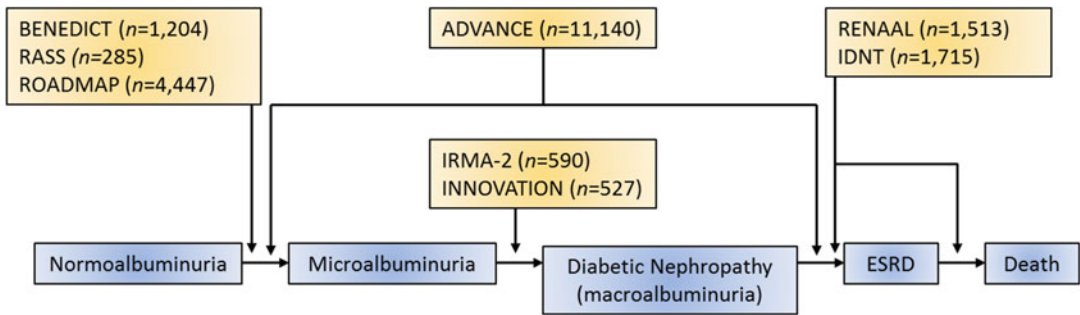 BENEDICT (n=1,204)
RASS (n=285)
ROADMAP (n=4,447)
ADVANCE (n=11,140)
RENAAL (n=1,513)
IDNT (n=1,715)
IRMA-2 (n=590)
INNOVATION (n=527)
Normoalbuminuria
Microalbuminuria
Diabetic Nephropathy
(macroalbuminuria)
ESRD
Death